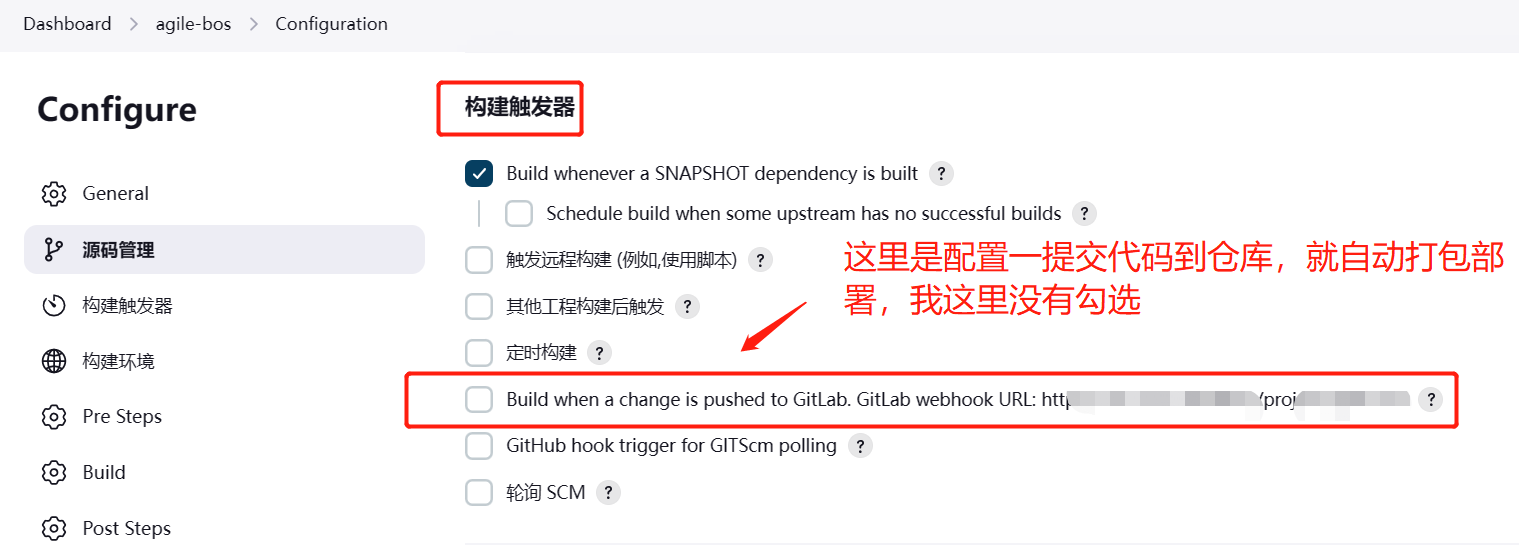 Dashboard > agile-bos > Configuration
Configure
General
源码管理
构建触发器
构建环境
Pre Steps
Build
Post Steps
构建触发器
Build whenever a SNAPSHOT dependency is built ?
Schedule build when some upstream has no successful builds ?
触发远程构建 (例如,使用脚本) ?
其他工程构建后触发 ?
定时构建 ?
Build when a change is pushed to GitLab. GitLab webhook URL: /proj ?
GitHub hook trigger for GITScm polling ?
轮询 SCM ?
这里是配置一提交代码到仓库，就自动打包部
署，我这里没有勾选